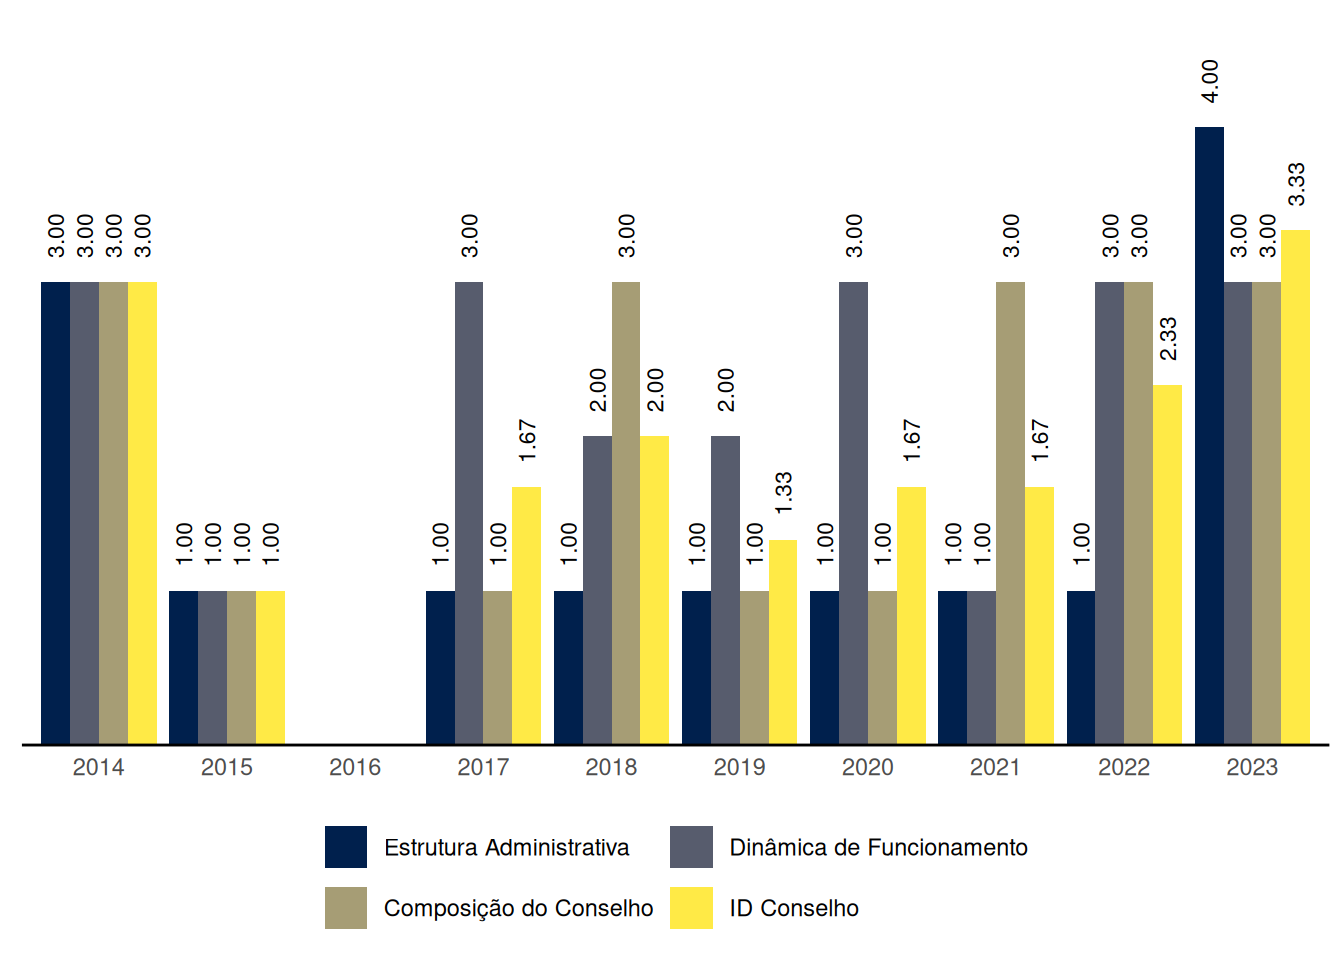 4.00
3.33
3.00 3.00 3.00 3.00 3.00 3.00 3.00 3.00 3.00 3.00 3.00 3.00
2.33
2.00 2.00 2.00
1.67 1.67 1.67
1.33
1.00 1.00 1.00 1.00 1.00 1.00 1.00 1.00 1.00 1.00 1.00 1.00 1.00 1.00
2014 2015 2016 2017 2018 2019 2020 2021 2022 2023
Estrutura Administrativa Dinâmica de Funcionamento
Composição do Conselho ID Conselho